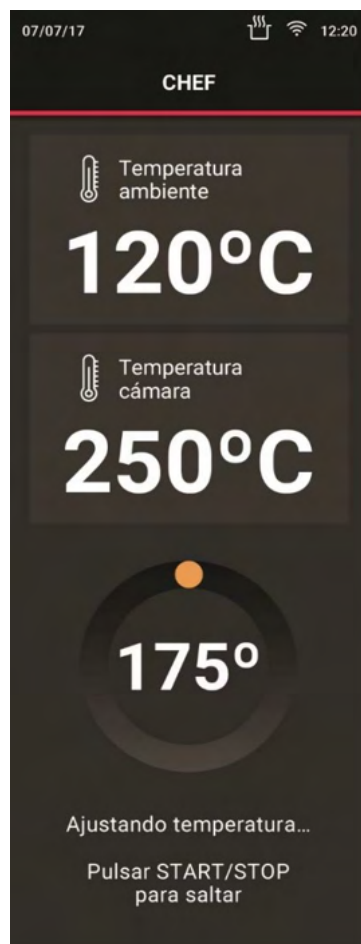 07/07/17 12:20
CHEF
Temperatura
ambiente
120ºC
Temperatura
cámara
250ºC
175º
Ajustando temperatura...
Pulsar START/STOP
para saltar